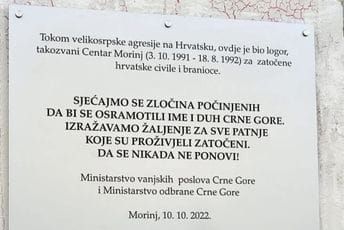 Tokom velikosrpske agresije na Hrvatsku, ovdje je bio logor,
takozvani Centar Morinj (3. 10. 1991 - 18. 8. 1992) za zatočene
hrvatske civile i branioce.
SJEĆAJMO SE ZLOČINA POČINJENIH
DA BI SE OSRAMOTILI IME I DUH CRNE GORE.
IZRAŽAVAMO ŽALJENJE ZA SVE PATNJE
KOJE SU PROŽIVJELI ZATOČENI.
DA SE NIKADA NE PONOVI!
Ministarstvo vanjskih poslova Crne Gore
i Ministarstvo odbrane Crne Gore
Morinj, 10. 10. 2022.